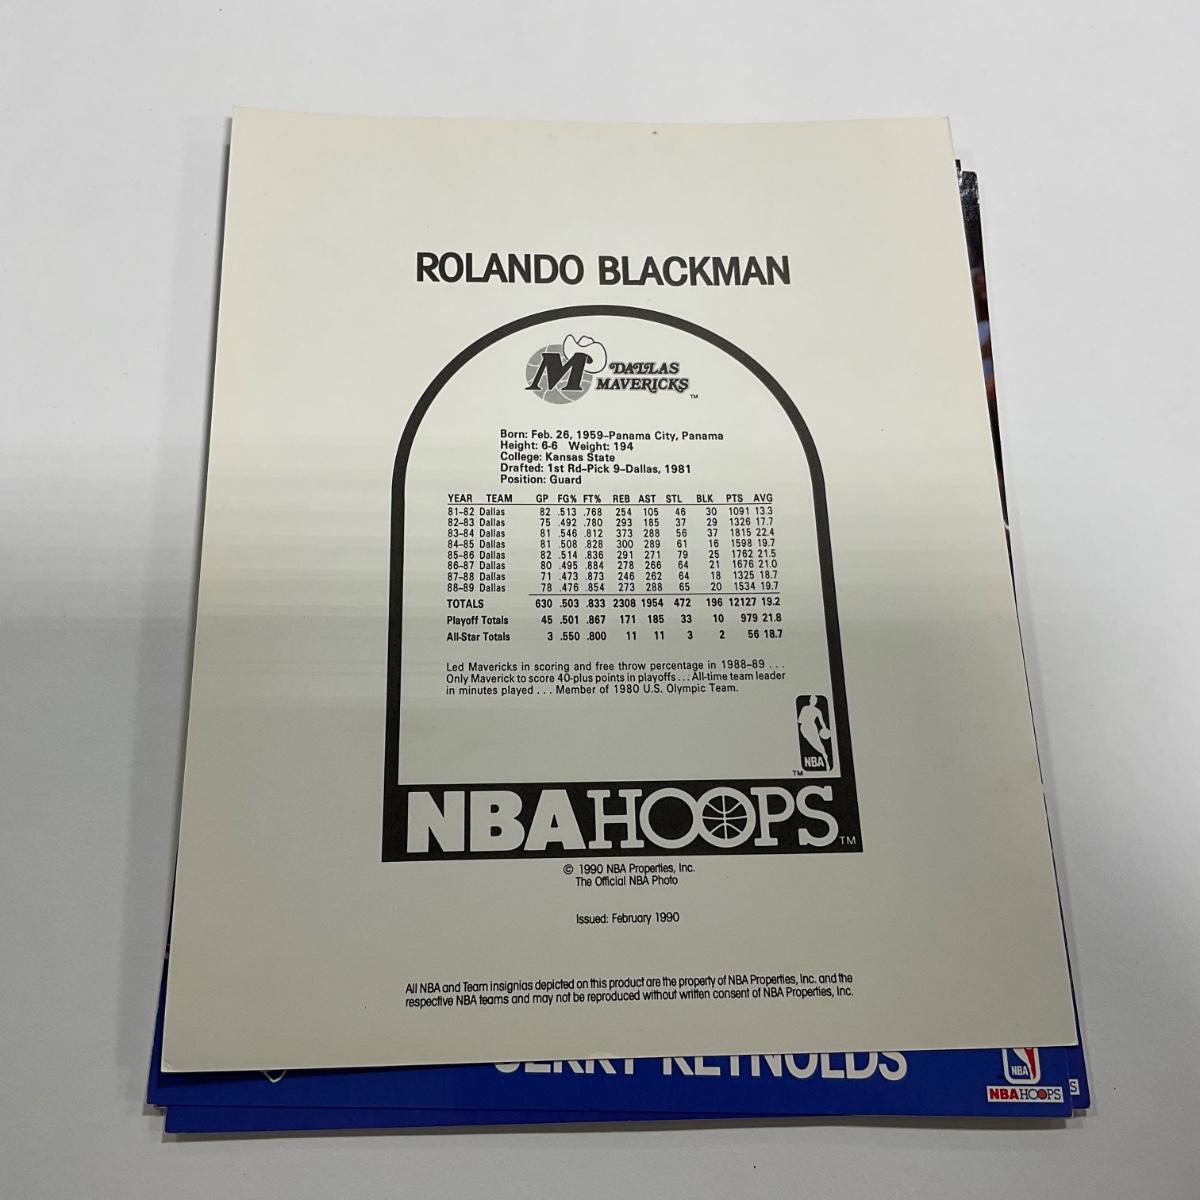 ROLANDO BLACKMAN
M DALLAS
MAVERICKS
TM
Born: Feb. 26, 1959–Panama City, Panama
Height: 6-6 Weight: 194
College: Kansas State
Drafted: 1st Rd–Pick 9–Dallas, 1981
Position: Guard
YEAR TEAM GP FG% FT% REB AST STL BLK PTS AVG
81-82 Dallas 82 .513 .768 254 105 46 30 1091 13.3
82-83 Dallas 75 .492 .780 293 185 37 29 1326 17.7
83-84 Dallas 81 .546 .812 373 288 56 37 1815 22.4
84-85 Dallas 81 .508 .828 300 289 61 16 1598 19.7
85-86 Dallas 82 .514 .836 291 271 79 25 1762 21.5
86-87 Dallas 80 .495 .884 278 266 64 21 1676 21.0
87-88 Dallas 71 .473 .873 246 262 64 18 1325 18.7
88-89 Dallas 78 .476 .854 273 288 65 20 1534 19.7
TOTALS 630 .503 .833 2308 1954 472 196 12127 19.2
Playoff Totals 45 .501 .867 171 185 33 10 979 21.8
All-Star Totals 3 .550 .800 11 11 3 2 56 18.7
Led Mavericks in scoring and free throw percentage in 1988-89 . . .
Only Maverick to score 40-plus points in playoffs . . . All-time team leader
in minutes played . . . Member of 1980 U.S. Olympic Team.
NBA
TM
NBA HOOPS TM
© 1990 NBA Properties, Inc.
The Official NBA Photo
Issued: February 1990
All NBA and Team insignias depicted on this product are the property of NBA Properties, Inc. and the
respective NBA teams and may not be reproduced without written consent of NBA Properties, Inc.
JERRY REYNOLDS
NBA
NBA HOOPS
S